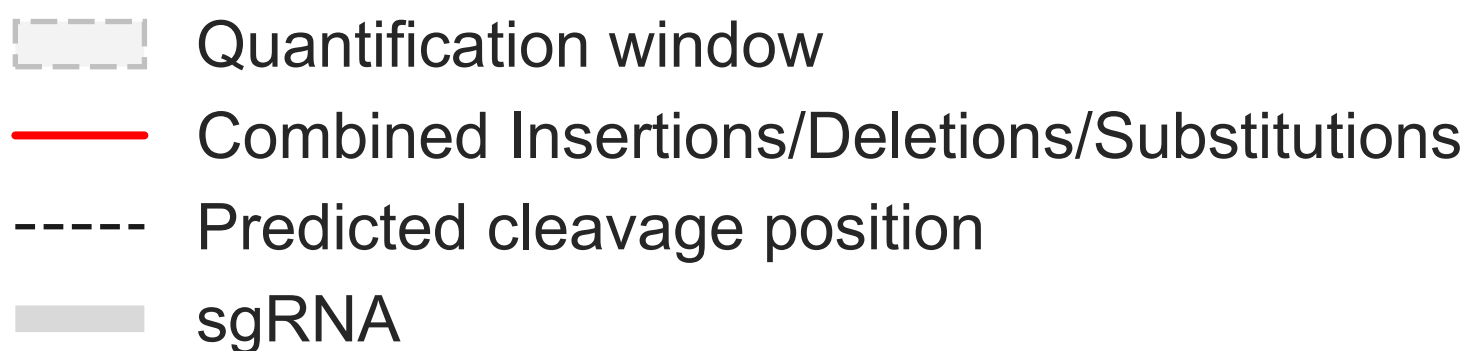 Quantification window
Combined Insertions/Deletions/Substitutions
Predicted cleavage position
sgRNA